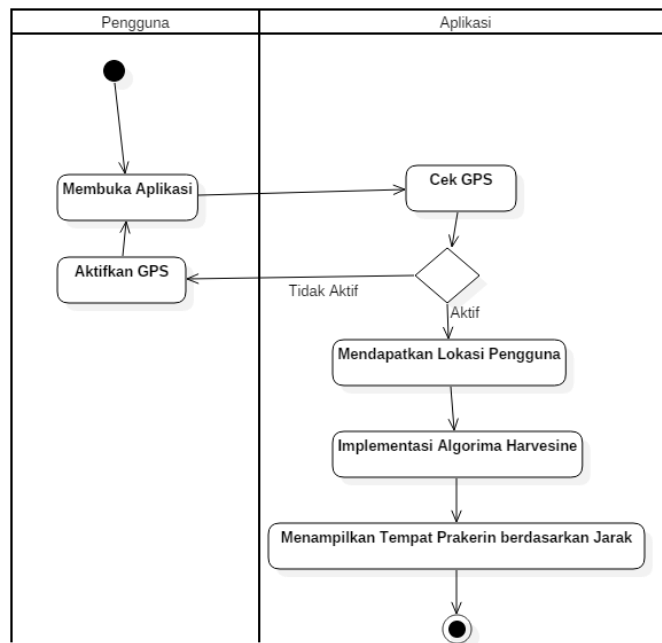 Pengguna
Aplikasi
Membuka Aplikasi
Cek GPS
Aktifkan GPS
Tidak Aktif
Aktif
Mendapatkan Lokasi Pengguna
Implementasi Algorima Harvesine
Menampilkan Tempat Prakerin berdasarkan Jarak